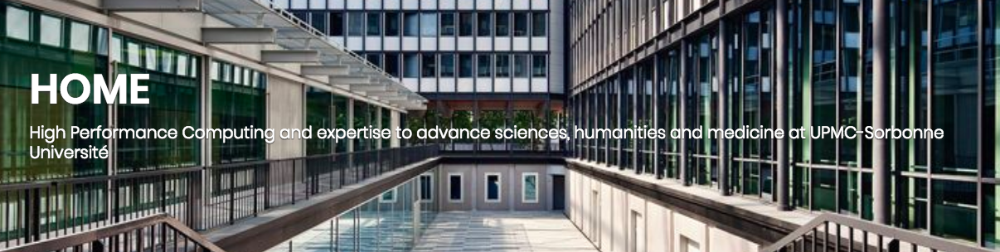 HOME
High Performance Computing and expertise to advance sciences, humanities and medicine at UPMC-Sorbonne
Université